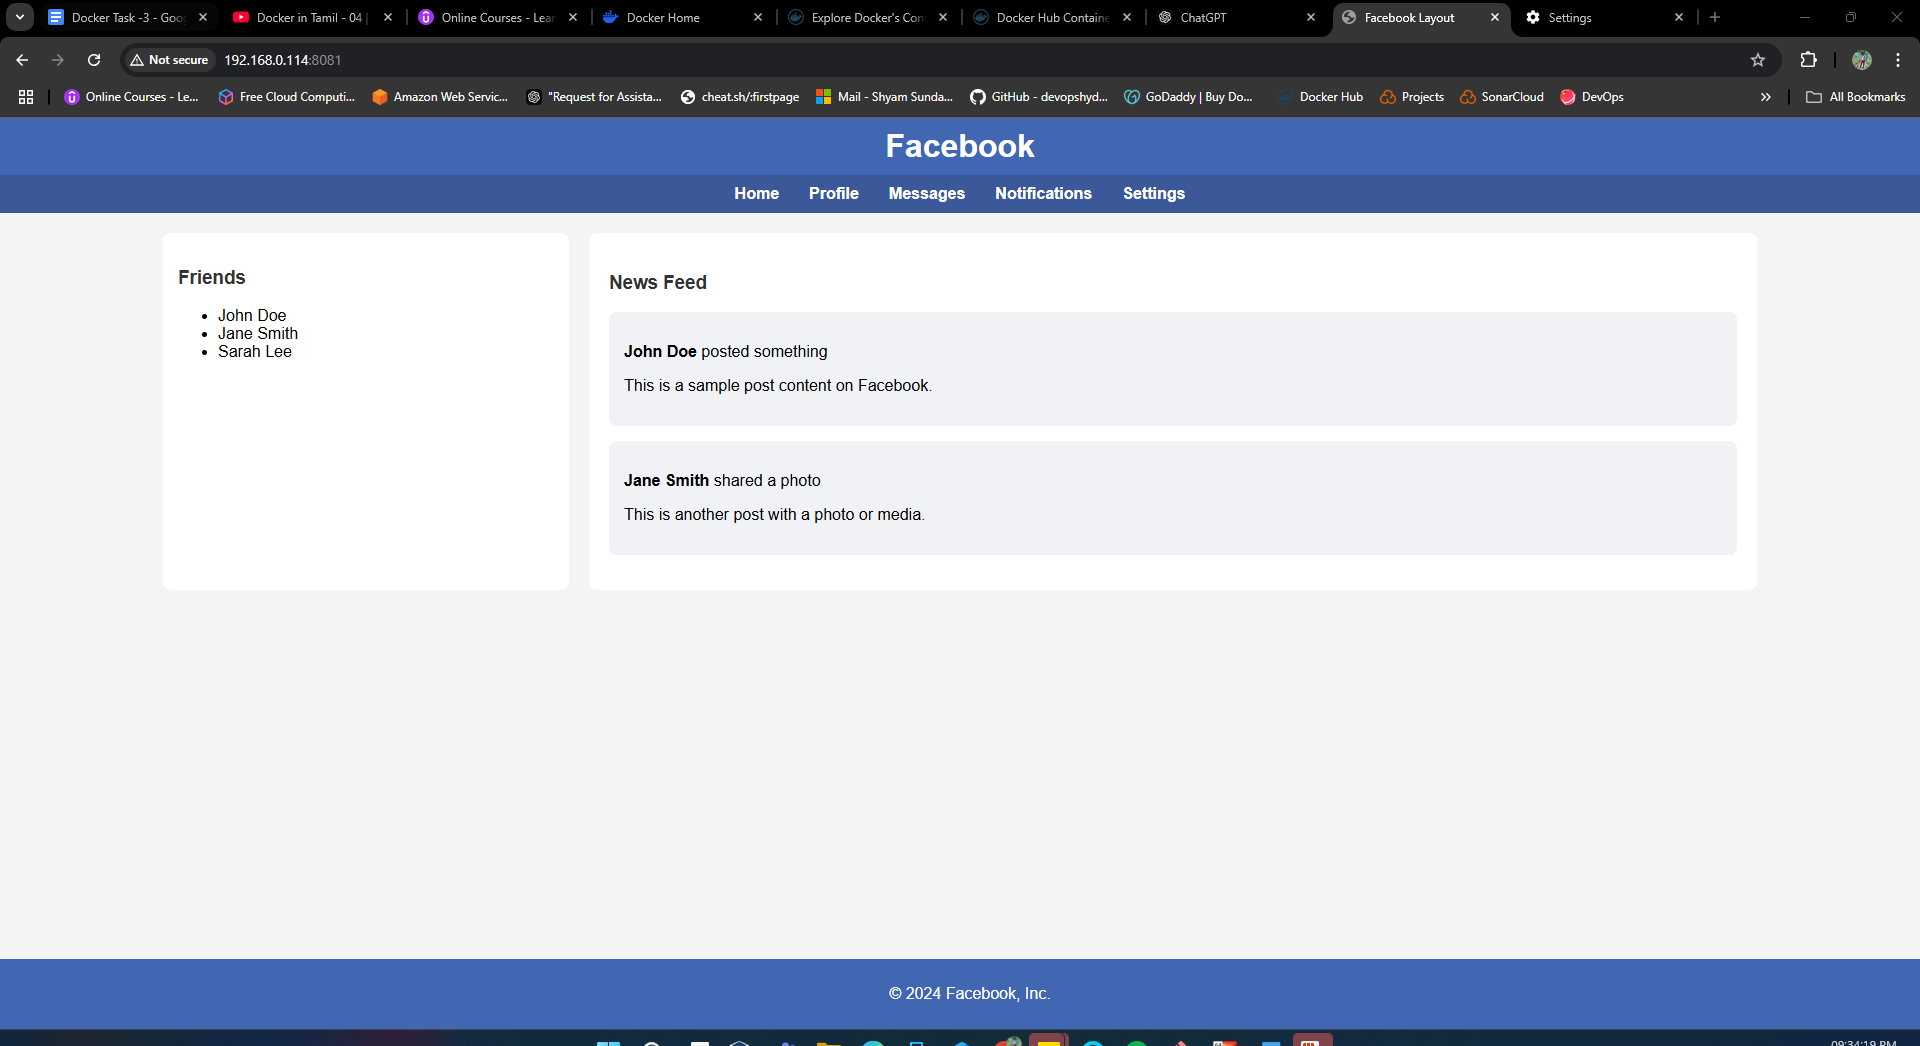 Docker Task -3 - Goo
Docker in Tamil - 04 |
Online Courses - Lear
Docker Home
Explore Docker's Con
Docker Hub Containe
ChatGPT
Facebook Layout
Settings
Not secure
192.168.0.114:8081
Online Courses - Le...
Free Cloud Computi...
Amazon Web Servic...
"Request for Assista...
cheat.sh/:firstpage
Mail - Shyam Sunda...
GitHub - devopshyd...
GoDaddy | Buy Do...
Docker Hub
Projects
SonarCloud
DevOps
All Bookmarks
Facebook
Home Profile Messages Notifications Settings
Friends
• John Doe
• Jane Smith
• Sarah Lee
News Feed
John Doe posted something
This is a sample post content on Facebook.
Jane Smith shared a photo
This is another post with a photo or media.
© 2024 Facebook, Inc.
09:34:19 PM